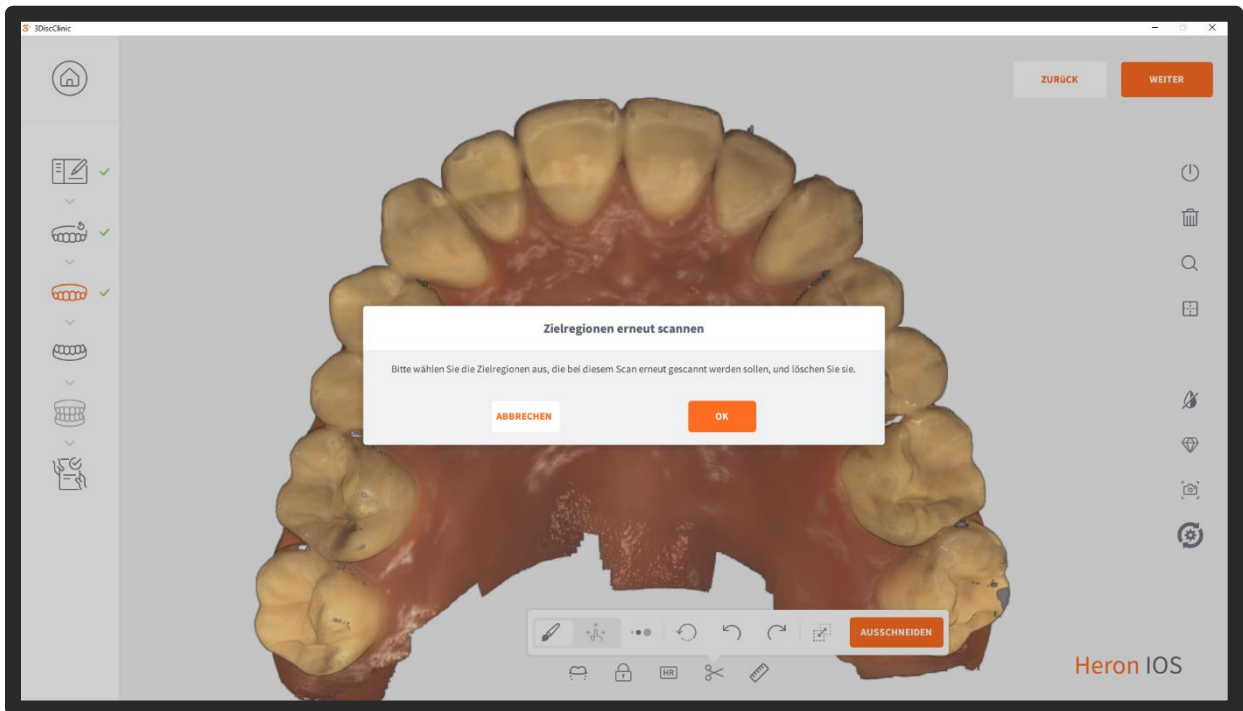 3DiscClinic
ZURüCK
WEITER
Zielregionen erneut scannen
Bitte wählen Sie die Zielregionen aus, die bei diesem Scan erneut gescannt werden sollen, und löschen Sie sie.
ABBRECHEN
OK
AUSSCHNEIDEN
HR
Heron IOS